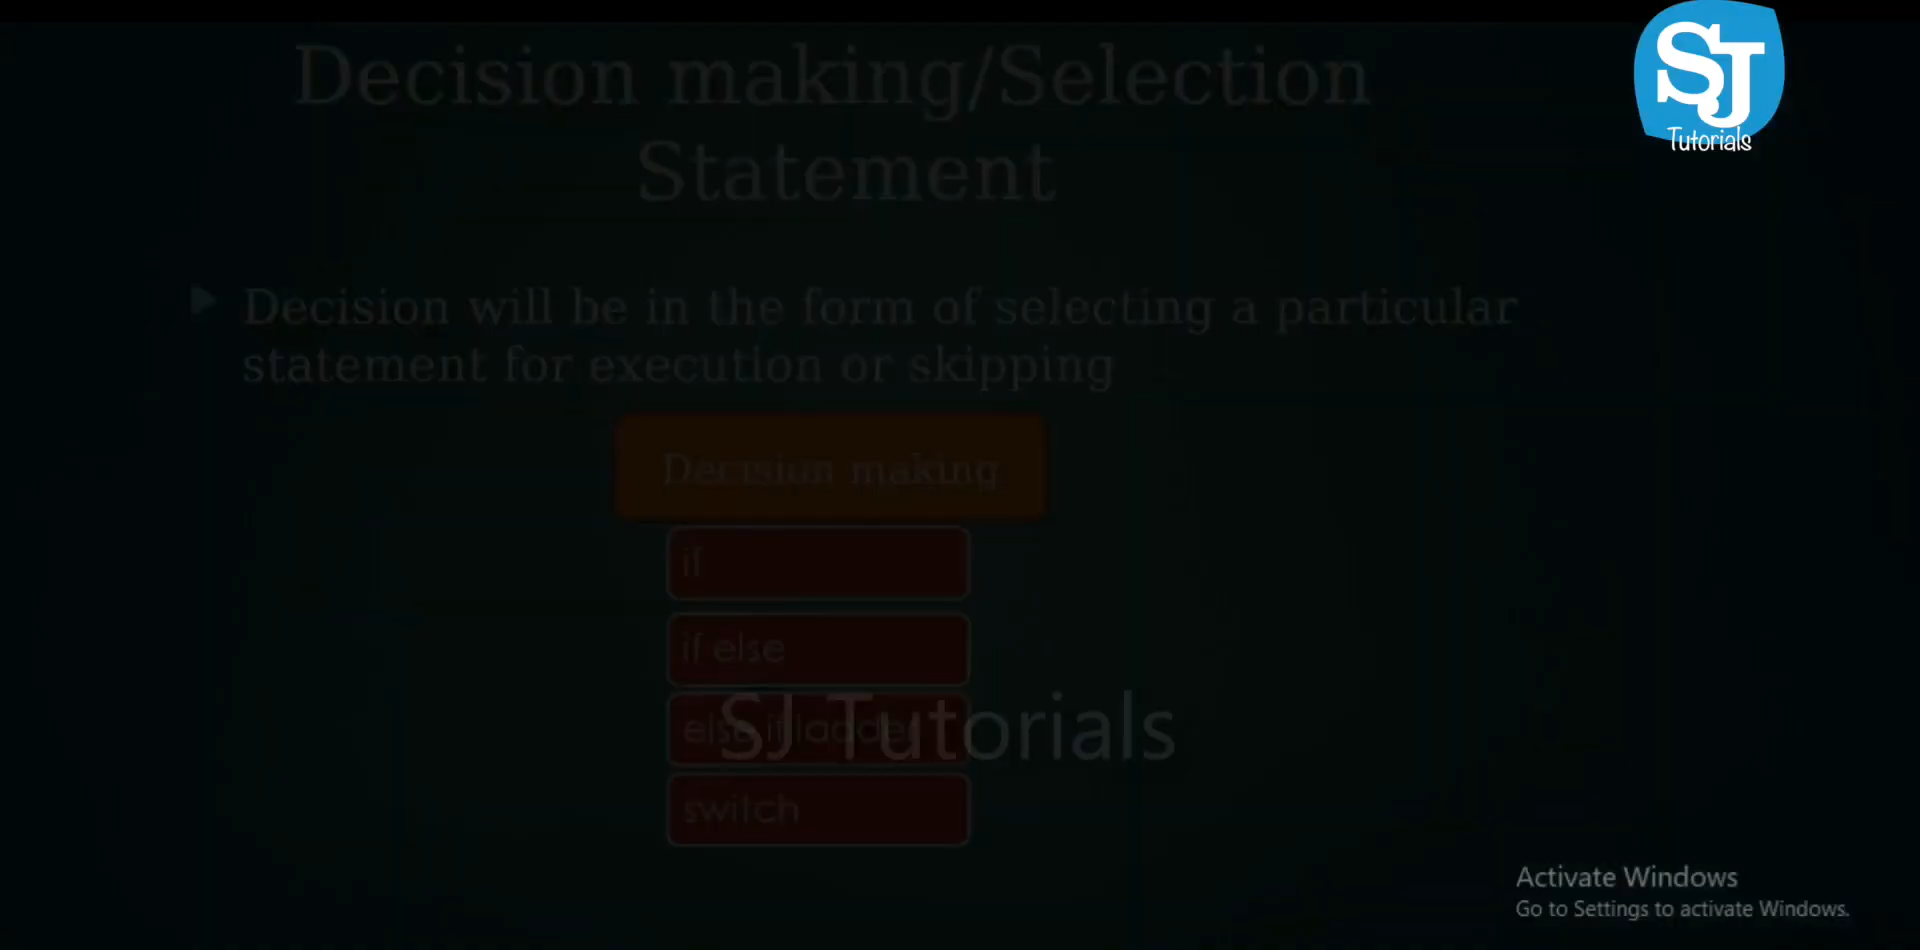 SJ
Tutorials
Decision making/Selection
Statement
Decision will be in the form of selecting a particular
statement for execution or skipping
Decision making
if
if else
else if ladder
SJ Tutorials
switch
Activate Windows
Go to Settings to activate Windows.